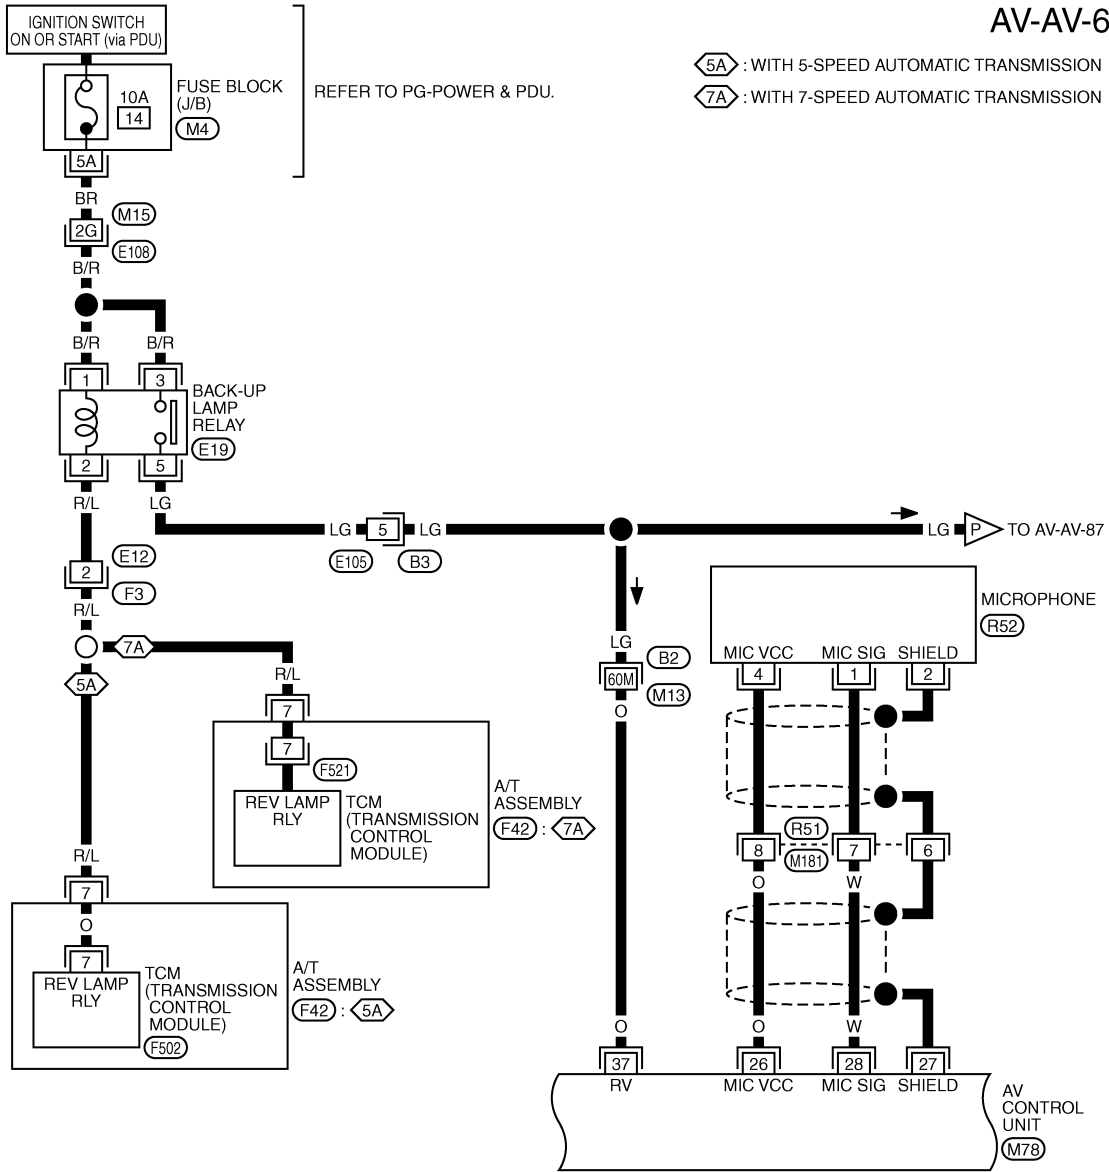 AV-AV-6
IGNITION SWITCH
ON OR START (via PDU)
5A : WITH 5-SPEED AUTOMATIC TRANSMISSION
7A : WITH 7-SPEED AUTOMATIC TRANSMISSION
10A
14
FUSE BLOCK
(J/B)
M4
REFER TO PG-POWER & PDU.
5A
BR
M15
2G
E108
B/R
B/R
B/R
1
3
BACK-UP
LAMP
RELAY
E19
2
5
R/L
LG
LG
5
LG
LG
P
TO AV-AV-87
E105
B3
E12
2
F3
R/L
7A
5A
R/L
7
7
F521
REV LAMP
RLY
TCM
(TRANSMISSION
CONTROL
MODULE)
A/T
ASSEMBLY
F42 : 7A
R/L
7
O
7
REV LAMP
RLY
TCM
(TRANSMISSION
CONTROL
MODULE)
F502
A/T
ASSEMBLY
F42 : 5A
LG
B2
60M
M13
O
O
37
RV
MICROPHONE
R52
MIC VCC
MIC SIG
SHIELD
4
1
2
R51
8
M181
7
6
O
W
O
W
26
28
27
MIC VCC
MIC SIG
SHIELD
AV
CONTROL
UNIT
M78